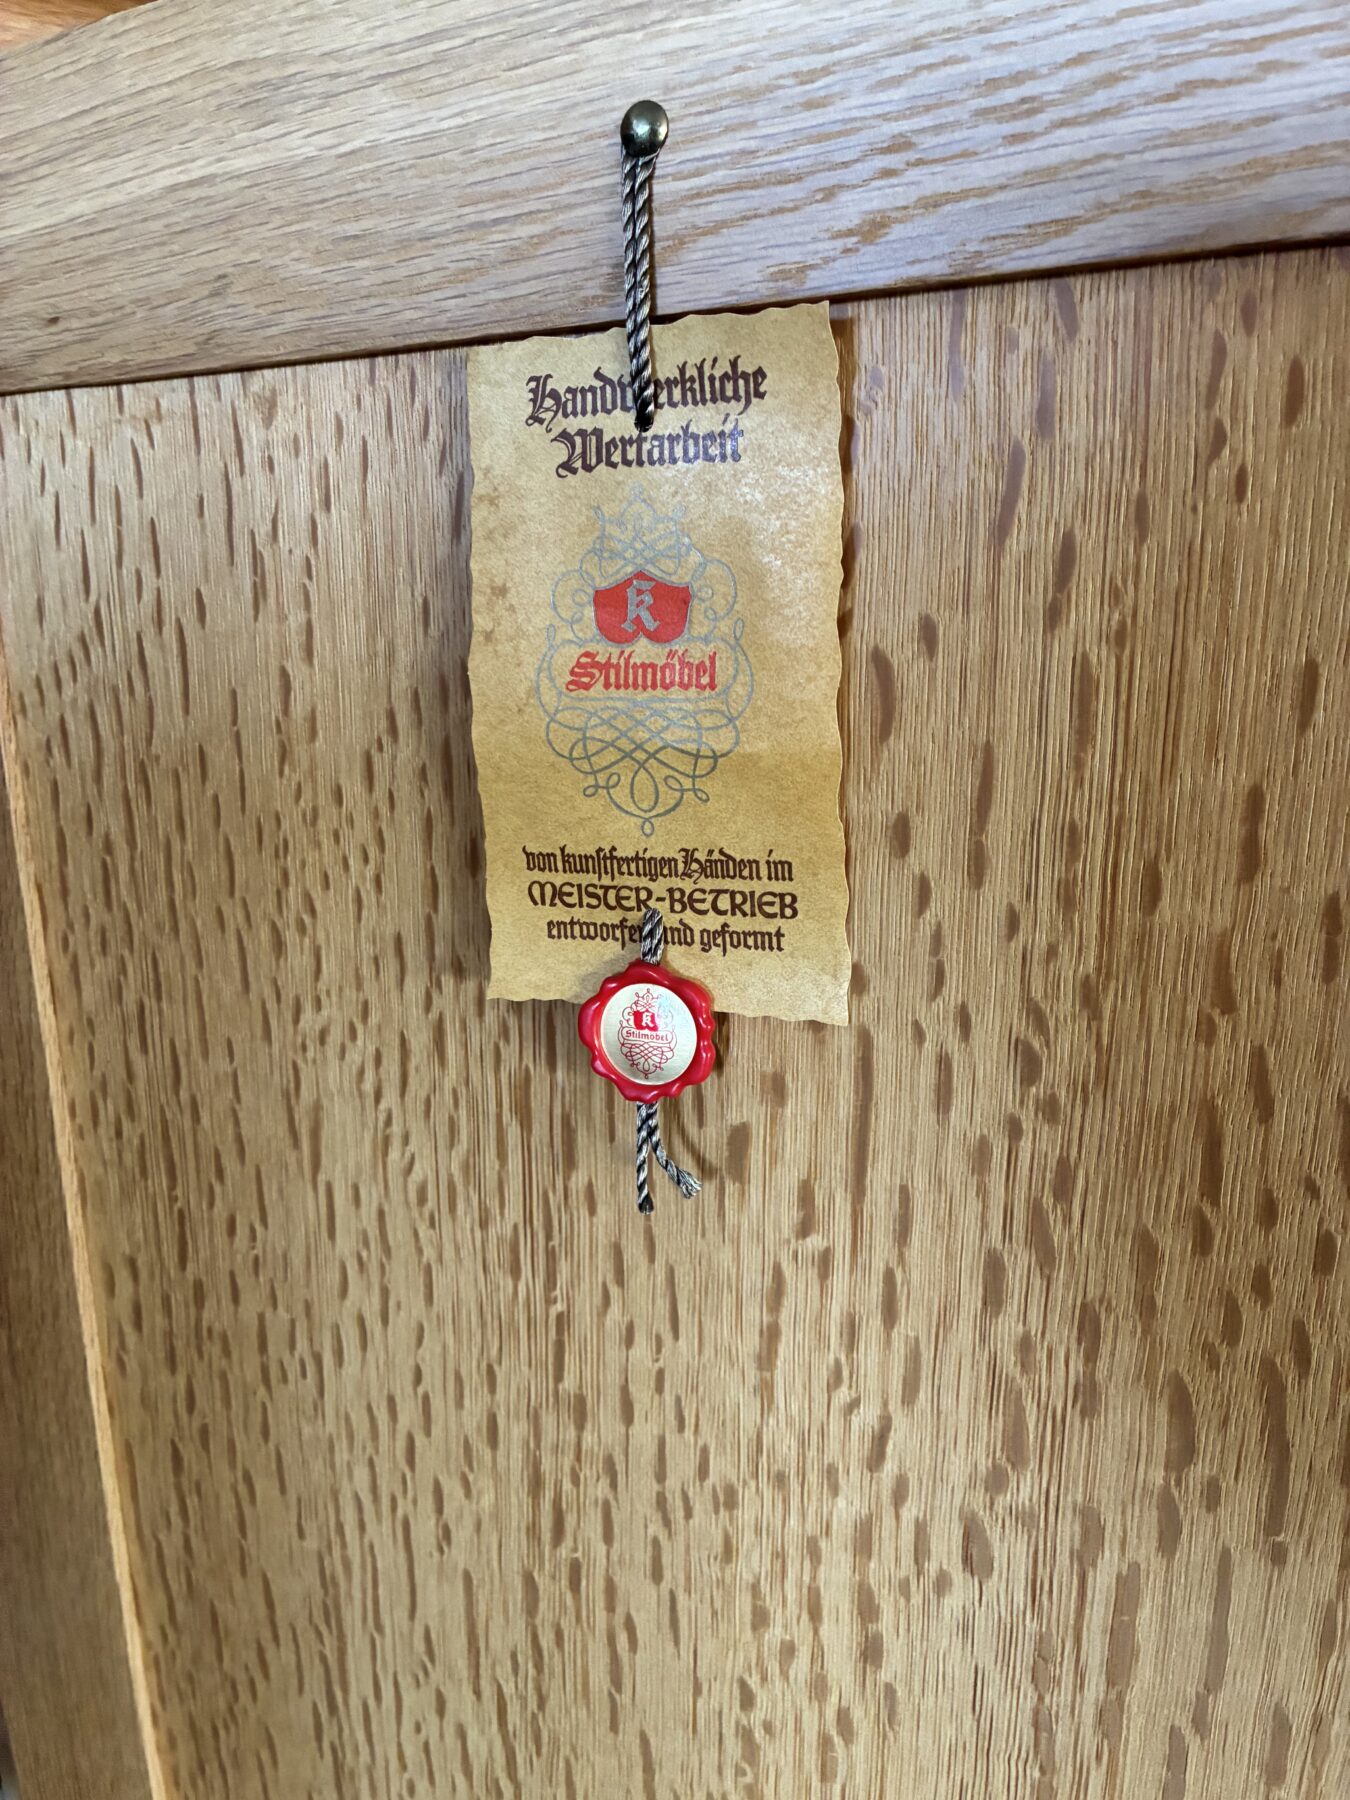 Handwerkliche
Wertarbeit
k
Stilmöbel
von kunstfertigen Händen im
MEISTER-BETRIEB
entworfen und geformt
k
Stilmöbel